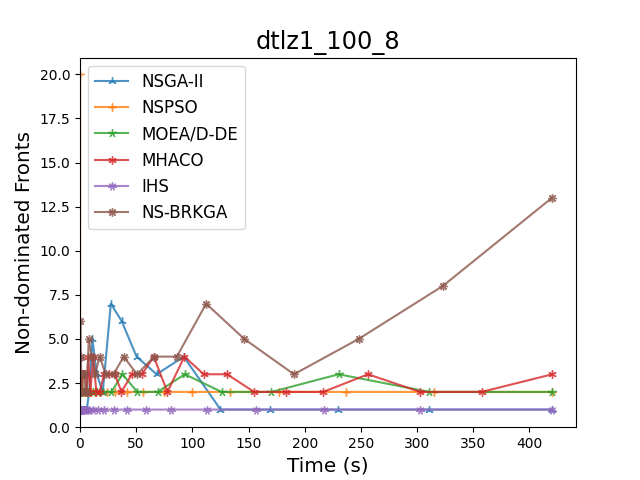 dtlz1_100_8
NSGA-II
NSPSO
MOEA/D-DE
MHACO
IHS
NS-BRKGA
Non-dominated Fronts
20.0
17.5
15.0
12.5
10.0
7.5
5.0
2.5
0.0
0 50 100 150 200 250 300 350 400
Time (s)